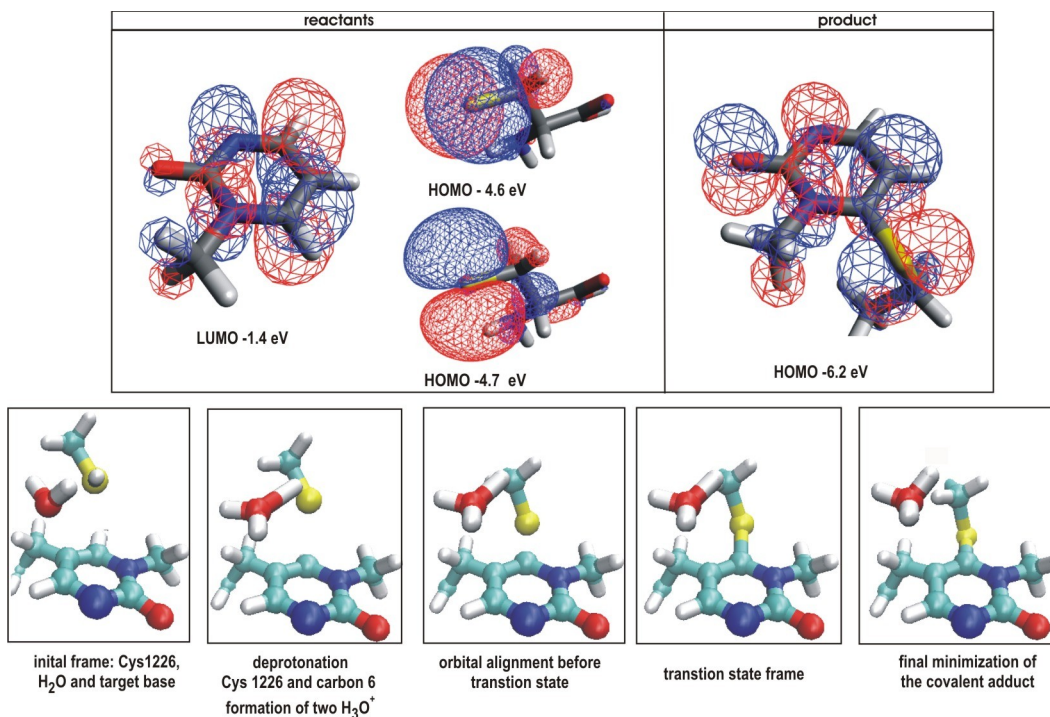 reactants
product
HOMO - 4.6 eV
LUMO -1.4 eV
HOMO -4.7 eV
HOMO -6.2 eV
inital frame: Cys1226,
H₂O and target base
deprotonation
Cys 1226 and carbon 6
formation of two H₃O⁺
orbital alignment before
transtion state
transtion state frame
final minimization of
the covalent adduct